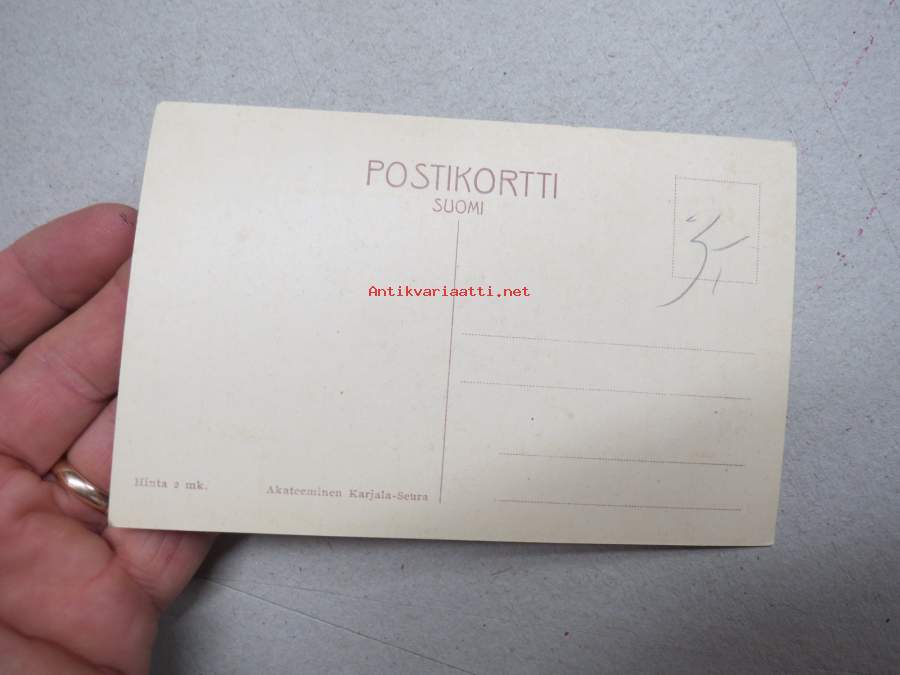 POSTIKORTTI
SUOMI
Antikvariaatti.net
Hinta 2 mk.
Akateeminen Karjala-Seura